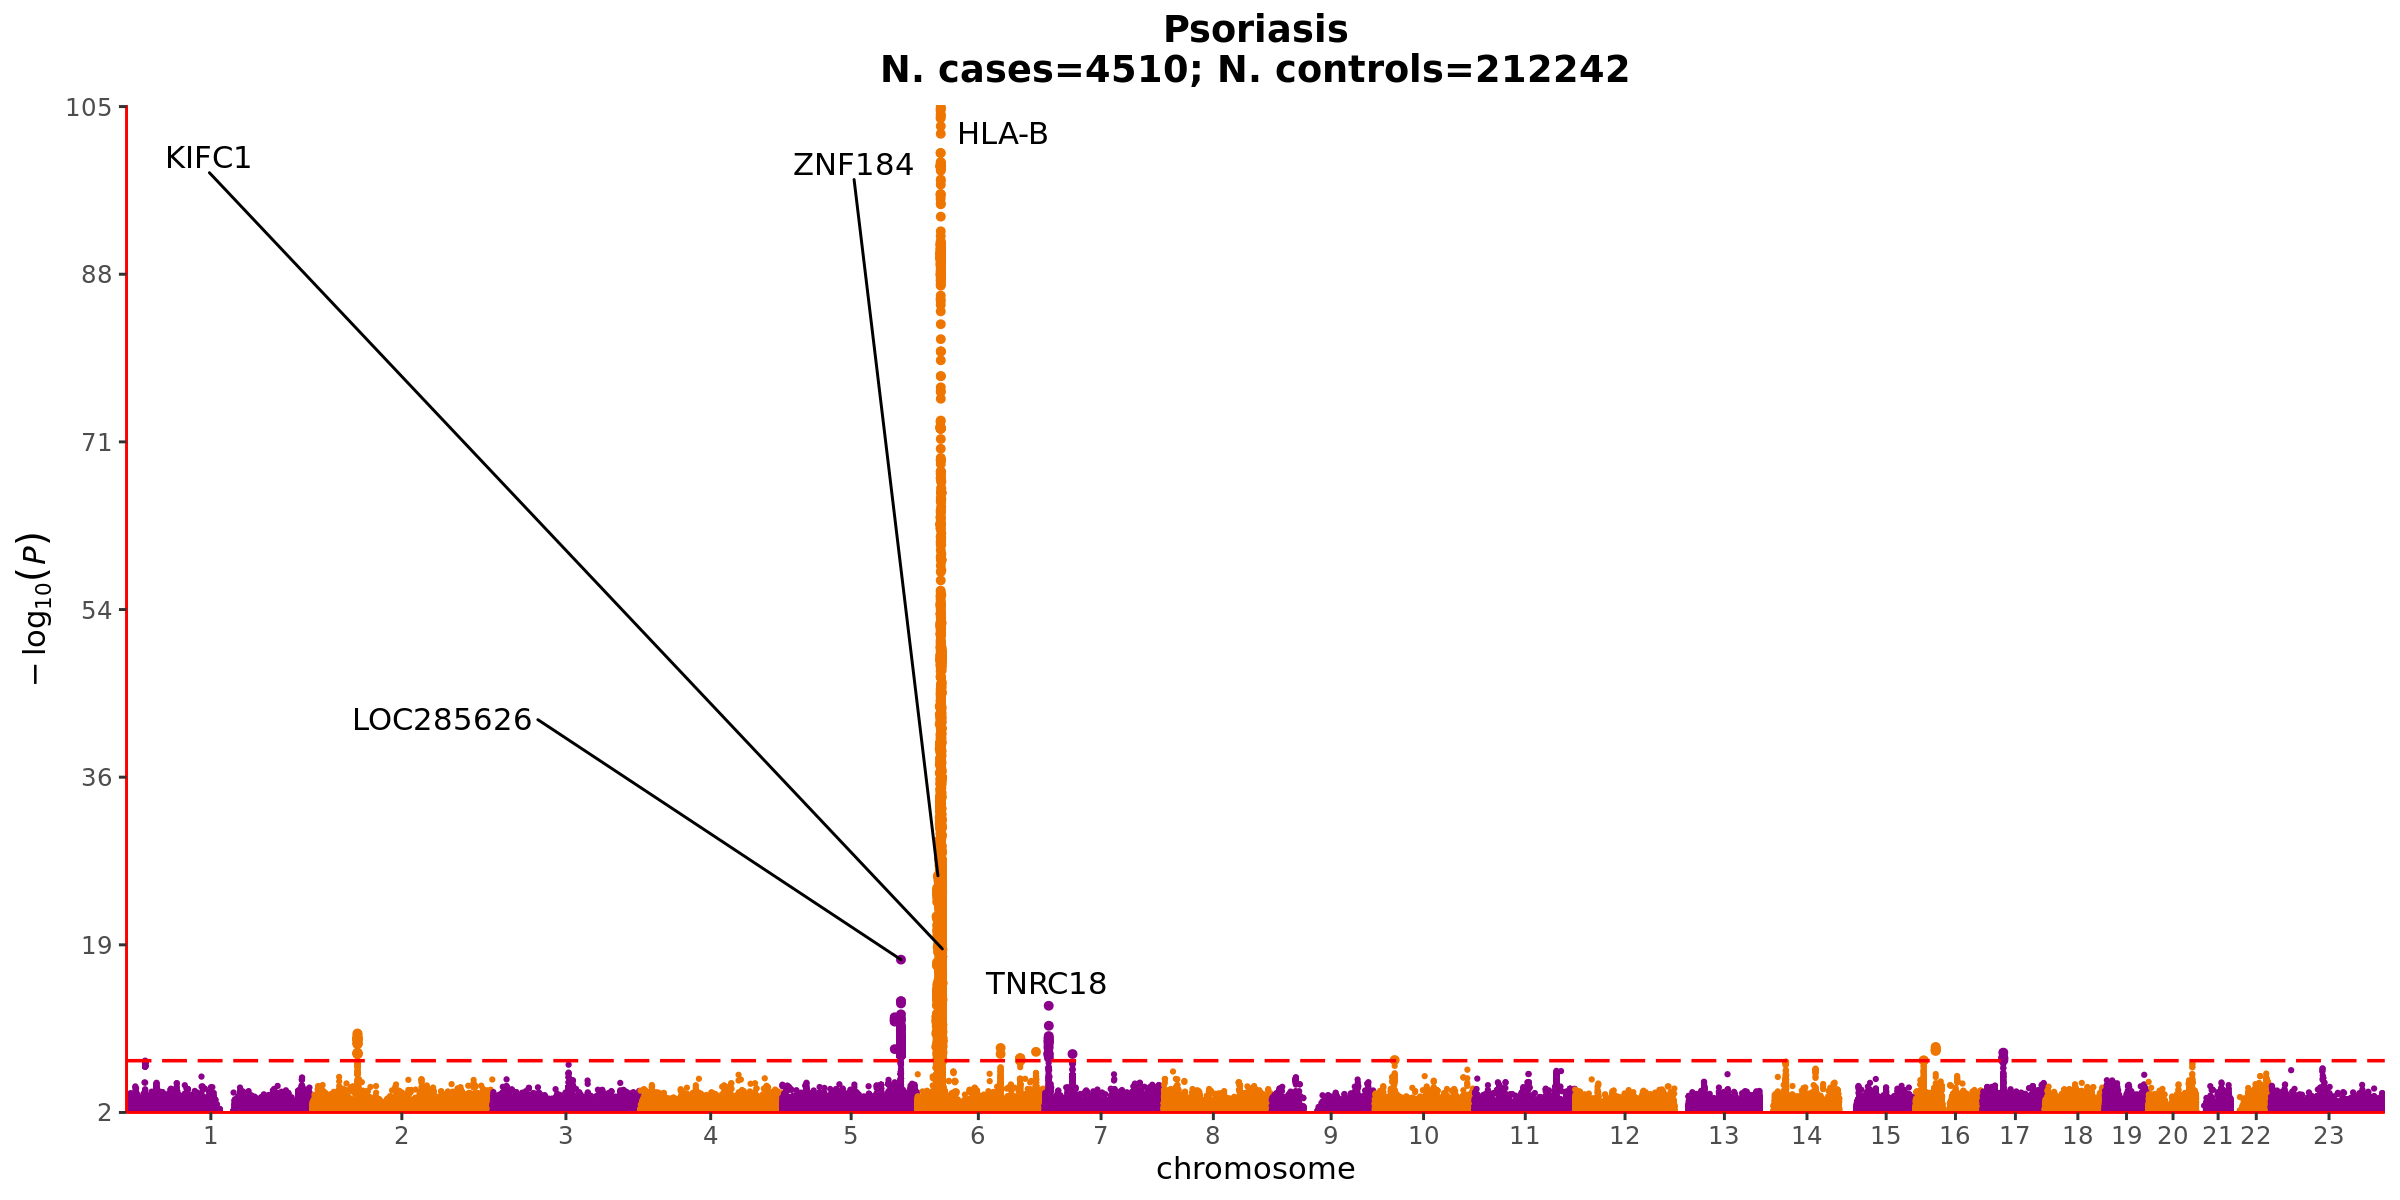 Psoriasis
N. cases=4510; N. controls=212242
105
88
71
54
36
19
2
−log10(P)
KIFC1
ZNF184
HLA-B
LOC285626
TNRC18
1 2 3 4 5 6 7 8 9 10 11 12 13 14 15 16 17 18 19 20 21 22 23
chromosome